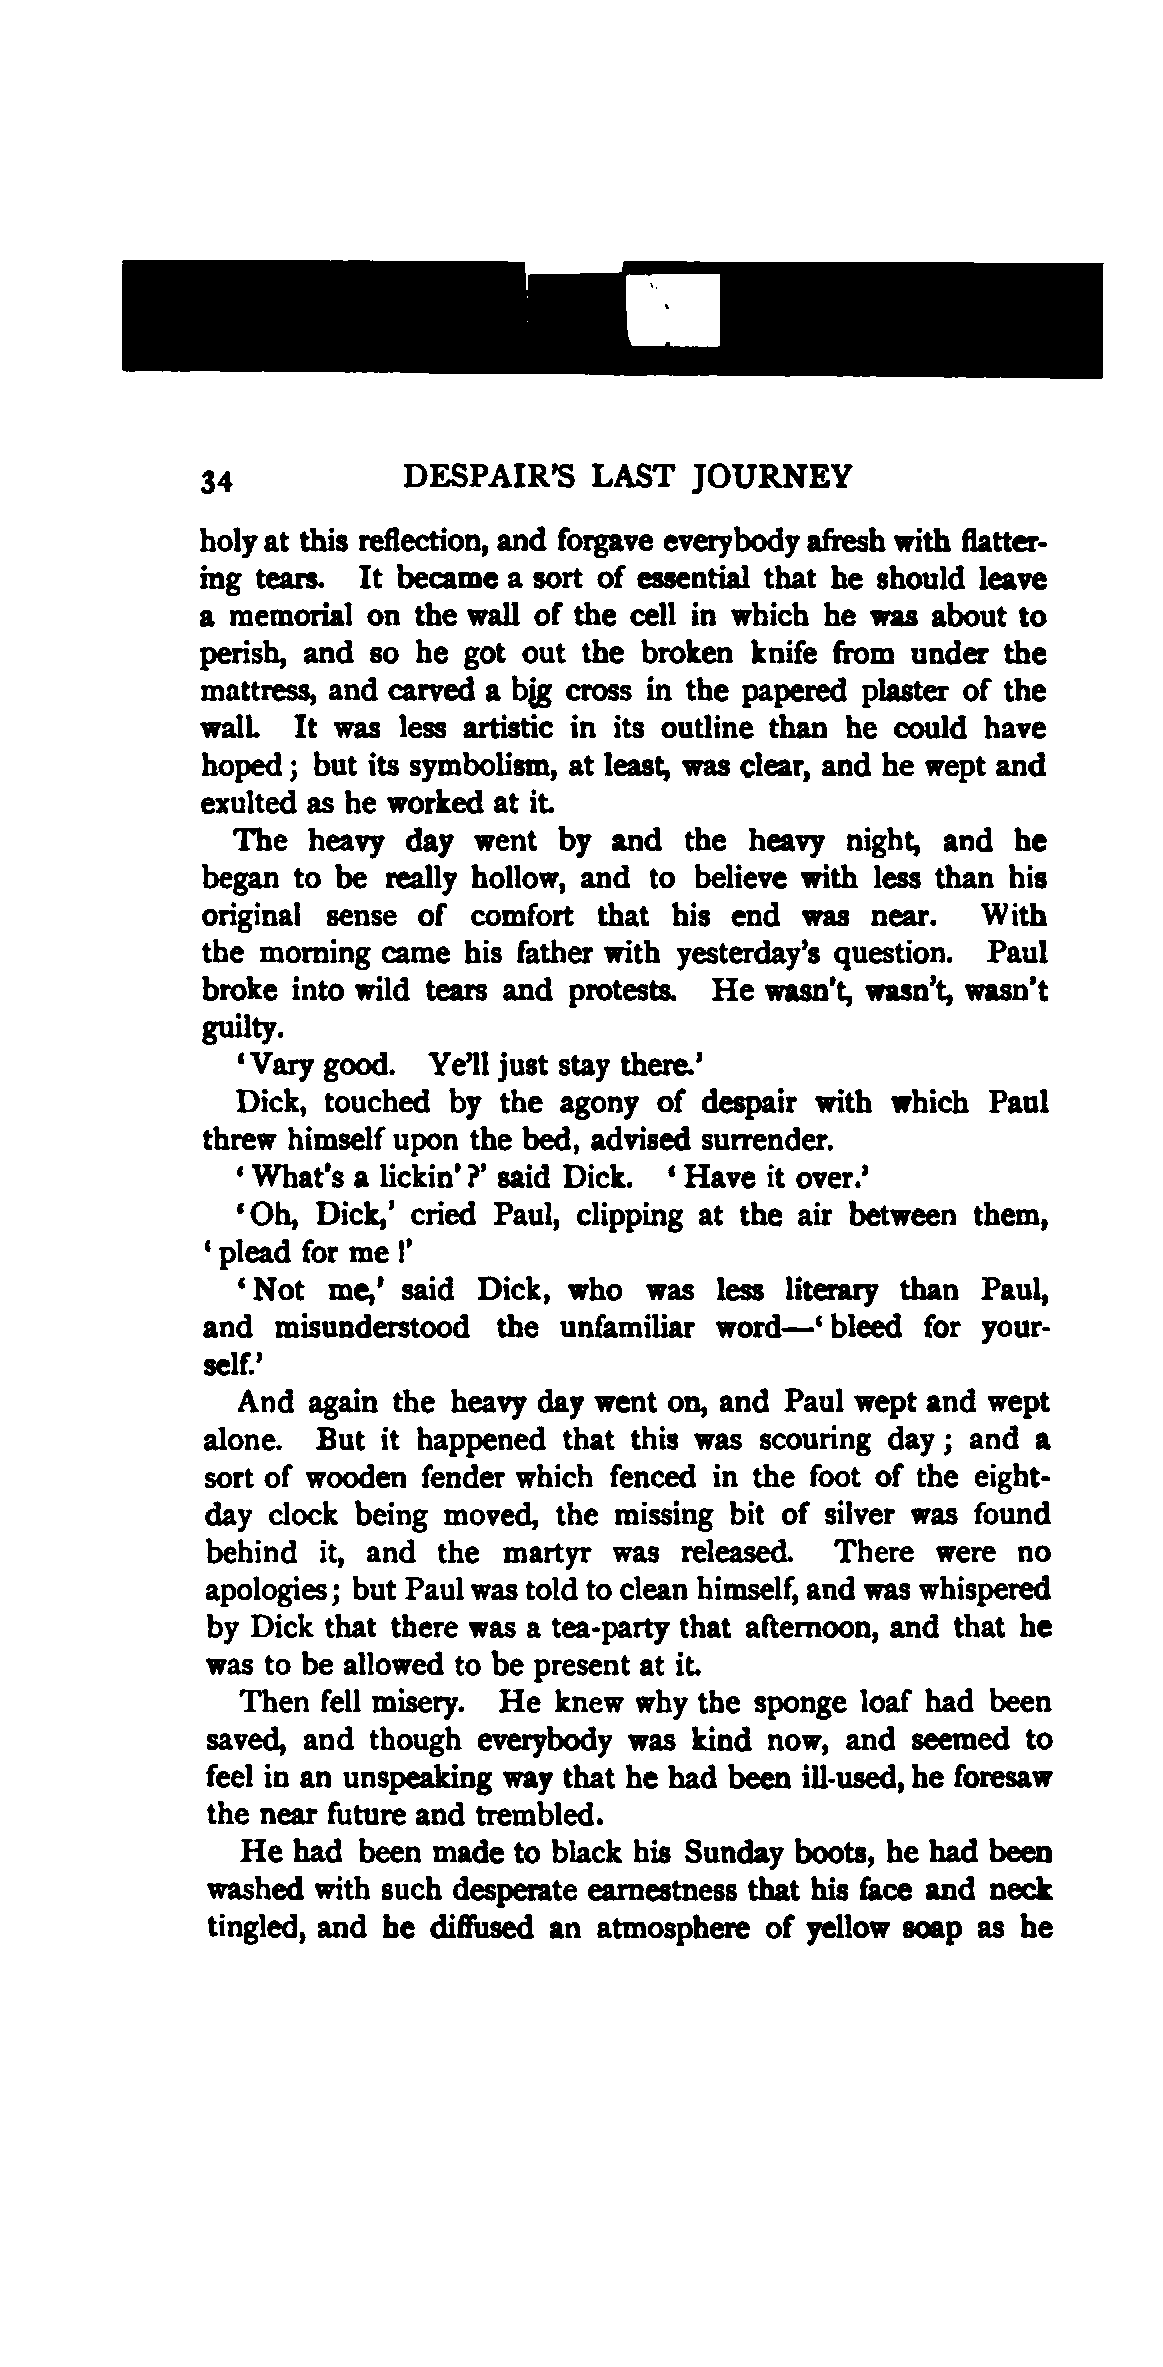 34 DESPAIR'S LAST JOURNEY
holy at this reflection, and forgave everybody afresh with flatter-
ing tears. It became a sort of essential that he should leave
a memorial on the wall of the cell in which he was about to
perish, and so he got out the broken knife from under the
mattress, and carved a big cross in the papered plaster of the
wall. It was less artistic in its outline than he could have
hoped; but its symbolism, at least, was clear, and he wept and
exulted as he worked at it.
The heavy day went by and the heavy night, and he
began to be really hollow, and to believe with less than his
original sense of comfort that his end was near. With
the morning came his father with yesterday's question. Paul
broke into wild tears and protests. He wasn't, wasn't, wasn't
guilty.
'Vary good. Ye'll just stay there.'
Dick, touched by the agony of despair with which Paul
threw himself upon the bed, advised surrender.
'What's a lickin'?' said Dick. 'Have it over.'
'Oh, Dick,' cried Paul, clipping at the air between them,
'plead for me!'
'Not me,' said Dick, who was less literary than Paul,
and misunderstood the unfamiliar word—'bleed for your-
self.'
And again the heavy day went on, and Paul wept and wept
alone. But it happened that this was scouring day; and a
sort of wooden fender which fenced in the foot of the eight-
day clock being moved, the missing bit of silver was found
behind it, and the martyr was released. There were no
apologies; but Paul was told to clean himself, and was whispered
by Dick that there was a tea-party that afternoon, and that he
was to be allowed to be present at it.
Then fell misery. He knew why the sponge loaf had been
saved, and though everybody was kind now, and seemed to
feel in an unspeaking way that he had been ill-used, he foresaw
the near future and trembled.
He had been made to black his Sunday boots, he had been
washed with such desperate earnestness that his face and neck
tingled, and he diffused an atmosphere of yellow soap as he